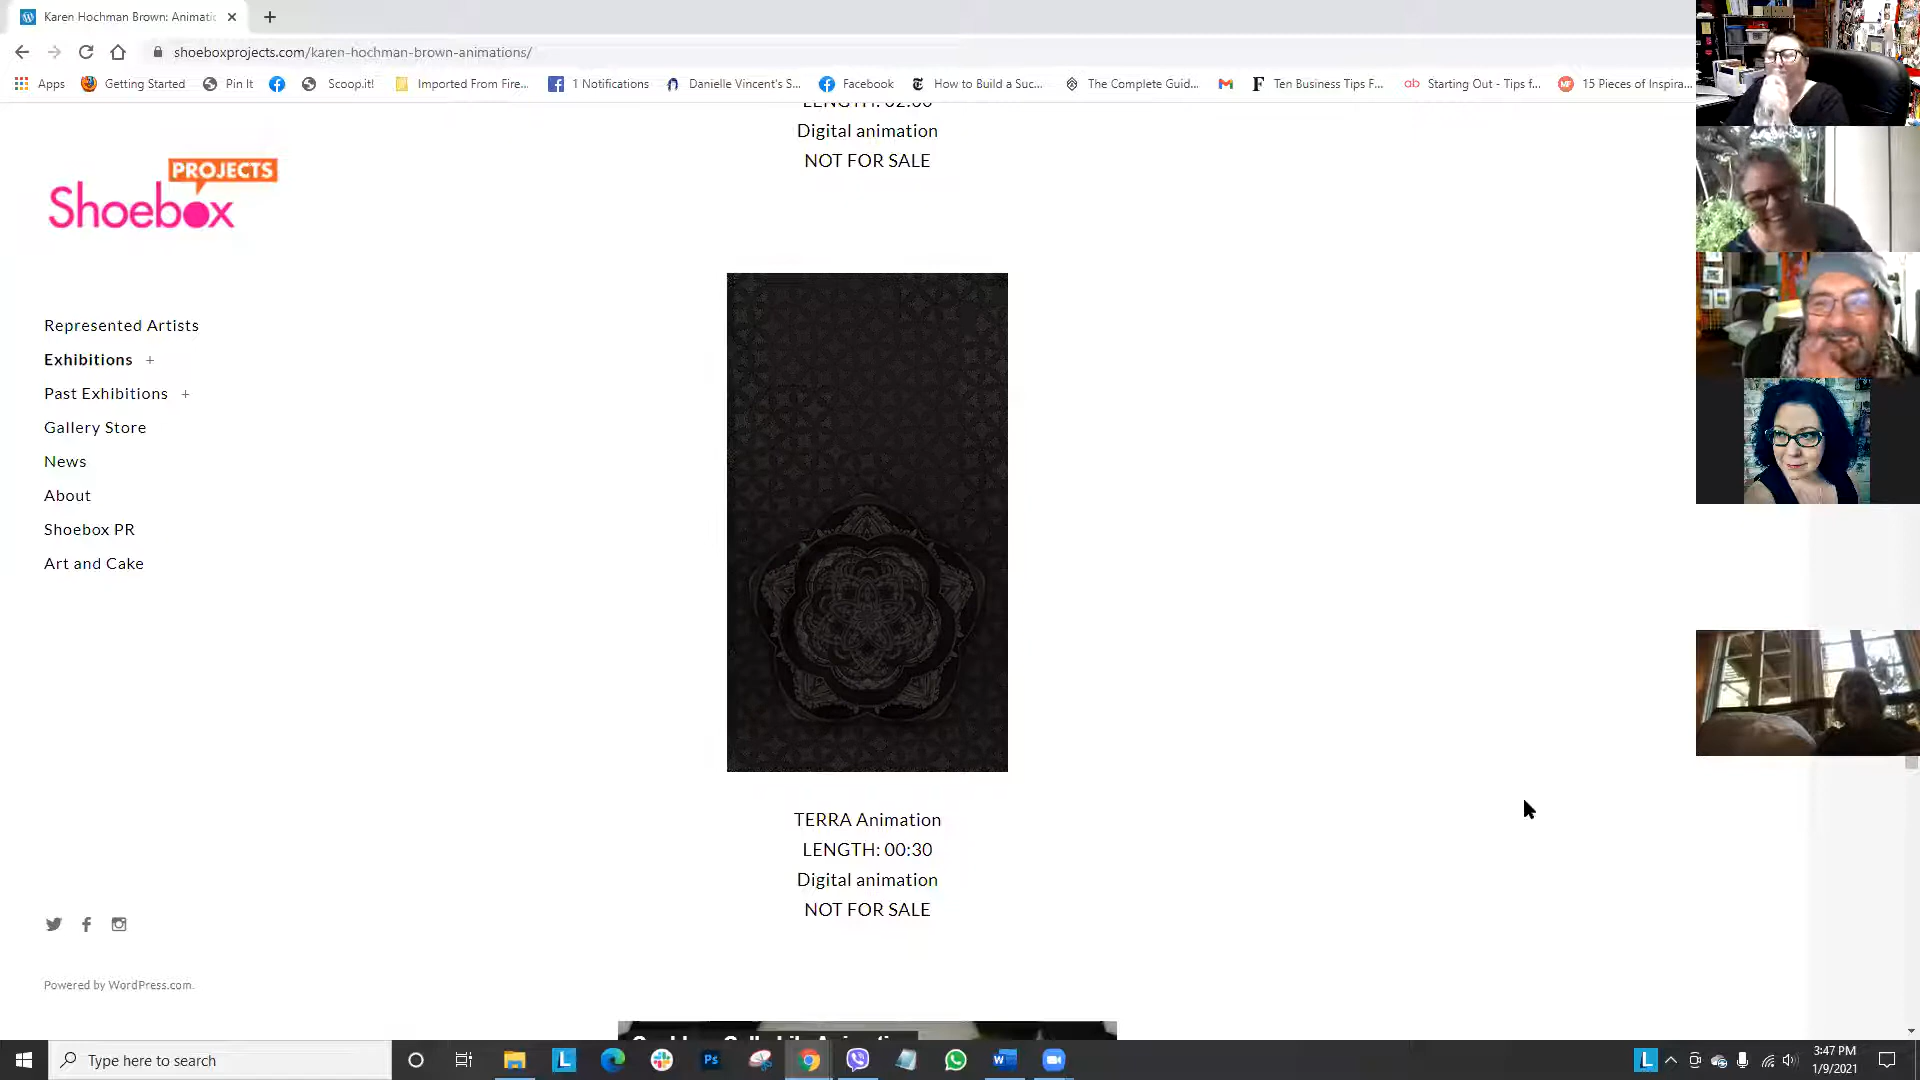 Karen Hochman Brown: Animatio
shoeboxprojects.com/karen-hochman-brown-animations/
Apps
Getting Started
Pin It
Scoop.it!
Imported From Fire...
1 Notifications
Danielle Vincent's S...
Facebook
How to Build a Suc...
The Complete Guid...
Ten Business Tips F...
ab
Starting Out - Tips f...
15 Pieces of Inspira...
LENGTH: 02:00
Digital animation
NOT FOR SALE
PROJECTS
Shoebox
Represented Artists
Exhibitions +
Past Exhibitions +
Gallery Store
News
About
Shoebox PR
Art and Cake
TERRA Animation
LENGTH: 00:30
Digital animation
NOT FOR SALE
Powered by WordPress.com.
Type here to search
3:47 PM
1/9/2021